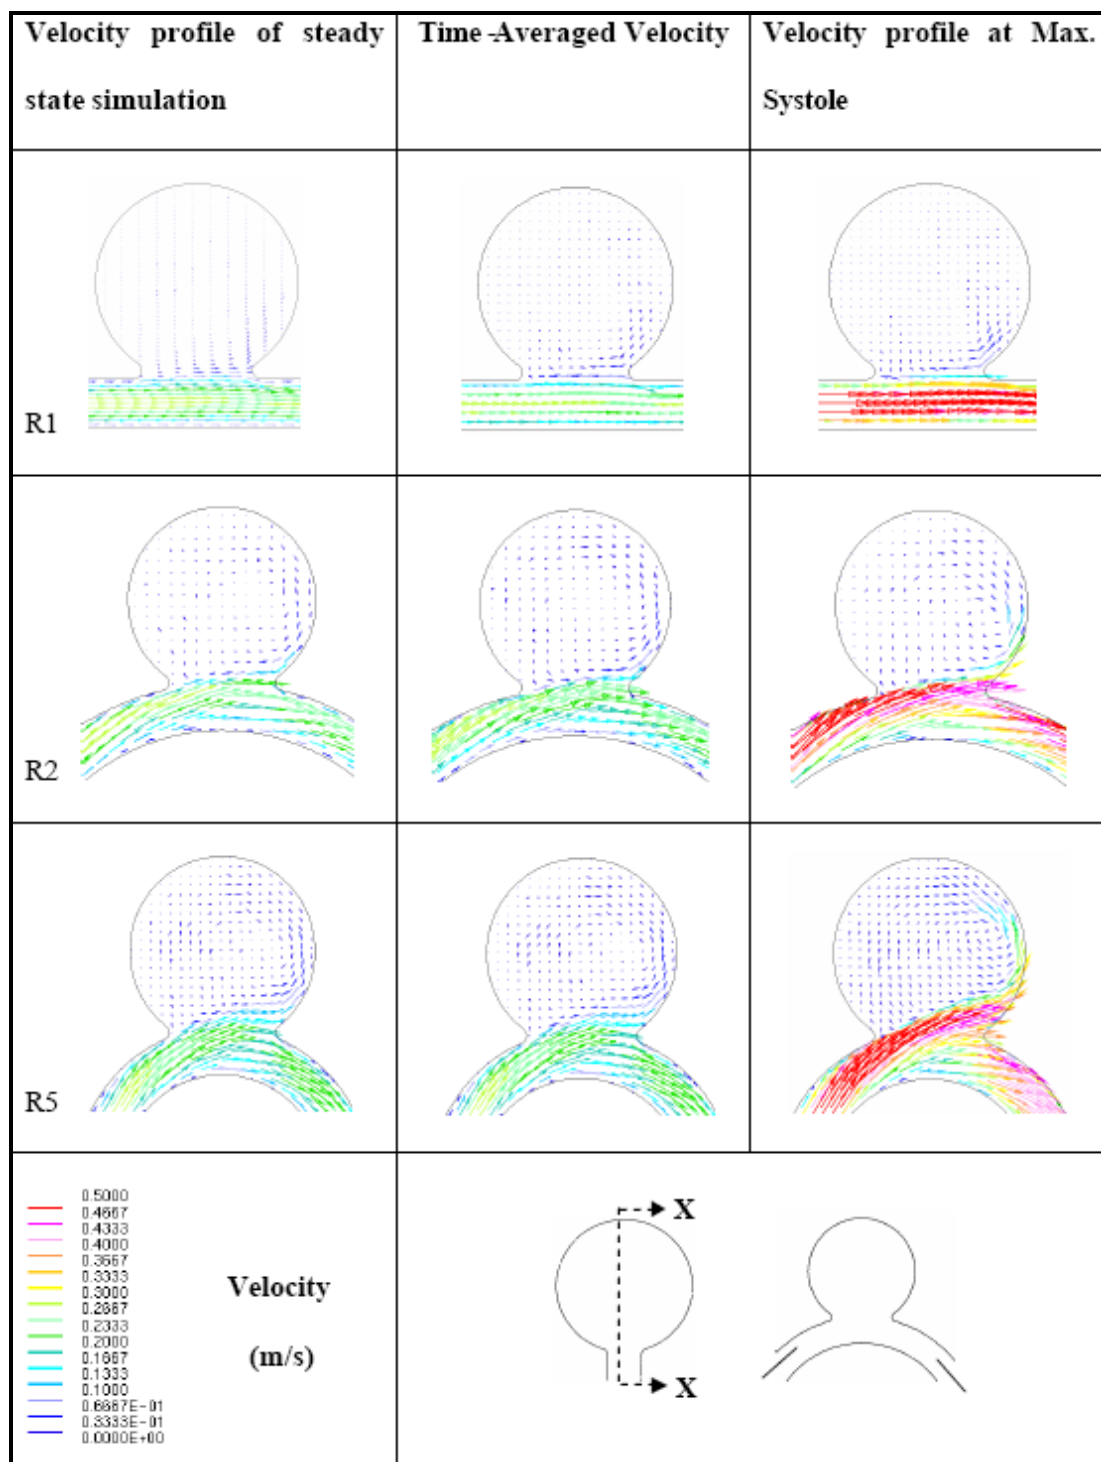 Velocity profile of steady
state simulation
Time -Averaged Velocity
Velocity profile at Max.
Systole
R1
R2
R5
0.5000
0.4667
0.4333
0.4000
0.3667
0.3333
0.3000
0.2667
0.2333
0.2000
0.1667
0.1333
0.1000
0.6667E-01
0.3333E-01
0.0000E+00
Velocity
(m/s)
X
X